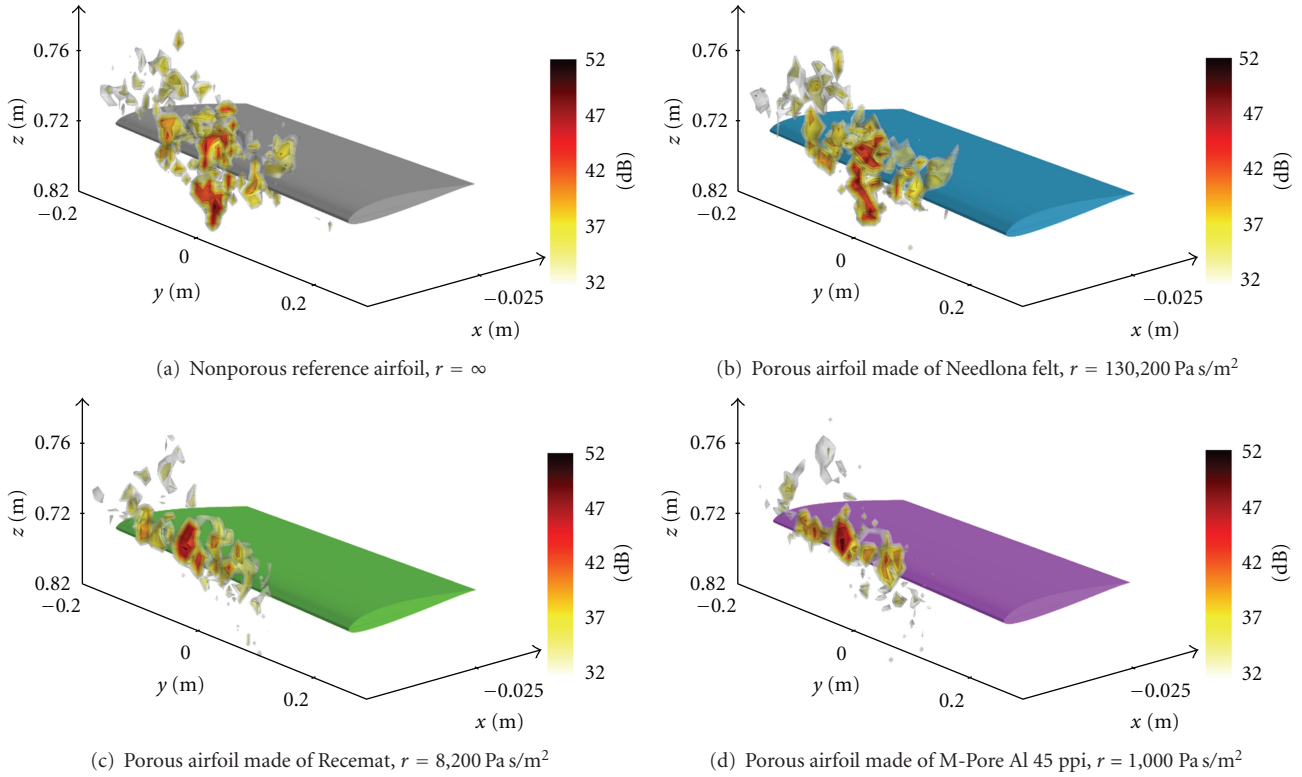 0.76
0.72
0.82
z (m)
−0.2
0
0.2
y (m)
−0.025
x (m)
52
47
42
37
32
(dB)
(a) Nonporous reference airfoil, r = ∞
0.76
0.72
0.82
z (m)
−0.2
0
0.2
y (m)
−0.025
x (m)
52
47
42
37
32
(dB)
(b) Porous airfoil made of Needlona felt, r = 130,200 Pa s/m²
0.76
0.72
0.82
z (m)
−0.2
0
0.2
y (m)
−0.025
x (m)
52
47
42
37
32
(dB)
(c) Porous airfoil made of Recemat, r = 8,200 Pa s/m²
0.76
0.72
0.82
z (m)
−0.2
0
0.2
y (m)
−0.025
x (m)
52
47
42
37
32
(dB)
(d) Porous airfoil made of M-Pore Al 45 ppi, r = 1,000 Pa s/m²